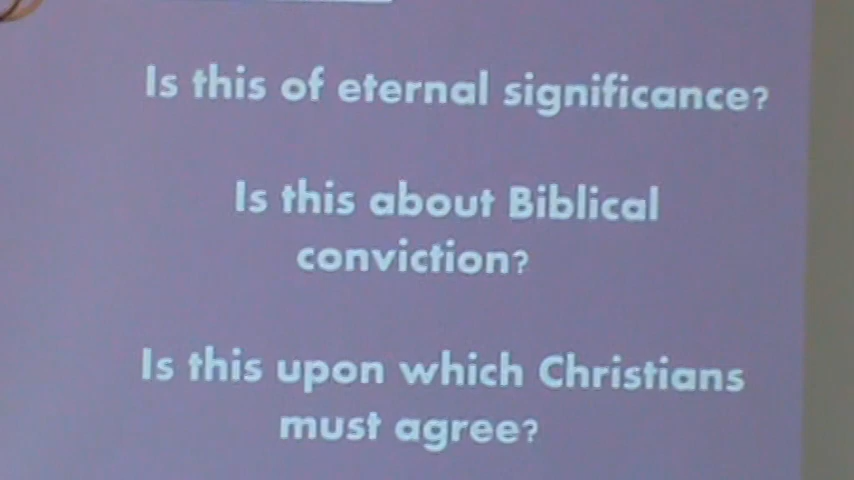 Is this of eternal significance?
Is this about Biblical
conviction?
Is this upon which Christians
must agree?